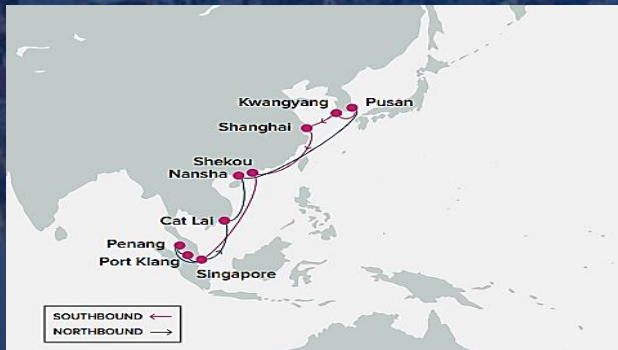 Kwangyang
Pusan
Shanghai
Shekou
Nansha
Cat Lai
Penang
Port Klang
Singapore
SOUTHBOUND
NORTHBOUND